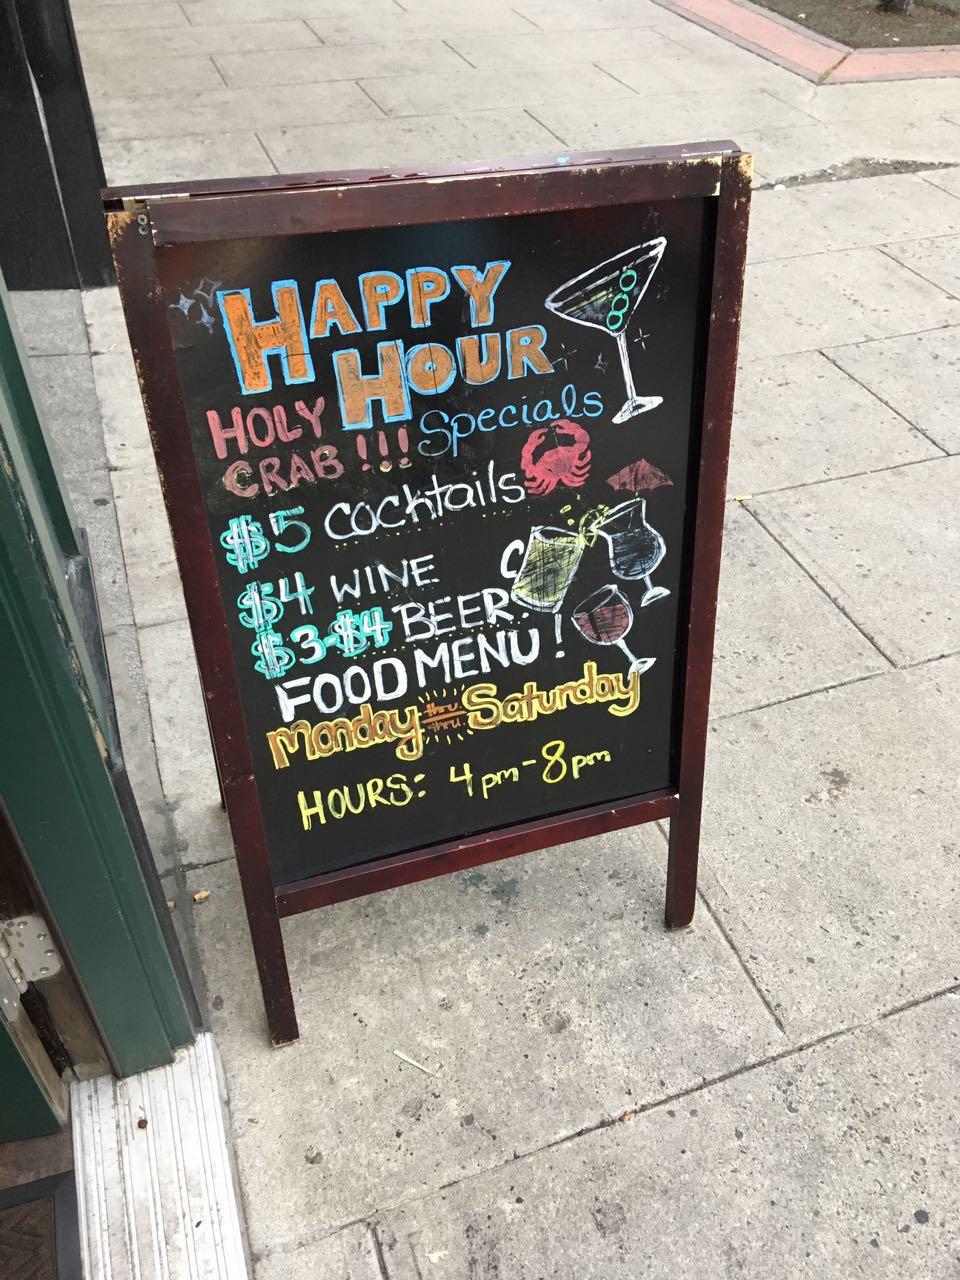 HAPPY
HOUR
HOLY
CRAB!!! Specials
$5 cocktails
$4 WINE
$3-$4 BEER.
FOOD MENU!
Monday thru Saturday
HOURS: 4pm-8pm